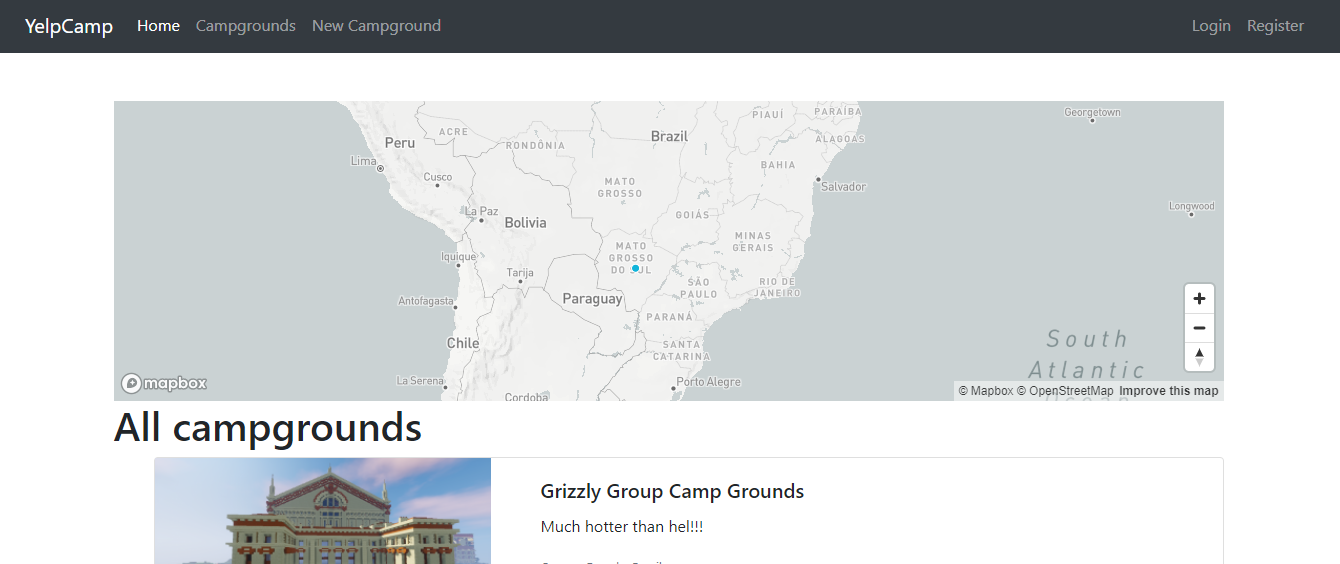 YelpCamp Home Campgrounds New Campground Login Register
Georgetown
PIAUÍ PARAÍBA
Peru ACRE RONDÔNIA Brazil ALAGOAS
Lima
Cusco BAHIA
MATO
GROSSO Salvador
La Paz GOIÁS Longwood
Bolivia
MINAS
GERAIS
MATO
GROSSO
DO SUL
Iquique
Tarija SÃO
PAULO RIO DE
JANEIRO
Antofagasta Paraguay
PARANÁ
Chile SANTA
CATARINA South
Atlantic
Ocean
La Serena Porto Alegre
Cordoba
mapbox © Mapbox © OpenStreetMap Improve this map
All campgrounds
Grizzly Group Camp Grounds
Much hotter than hel!!!